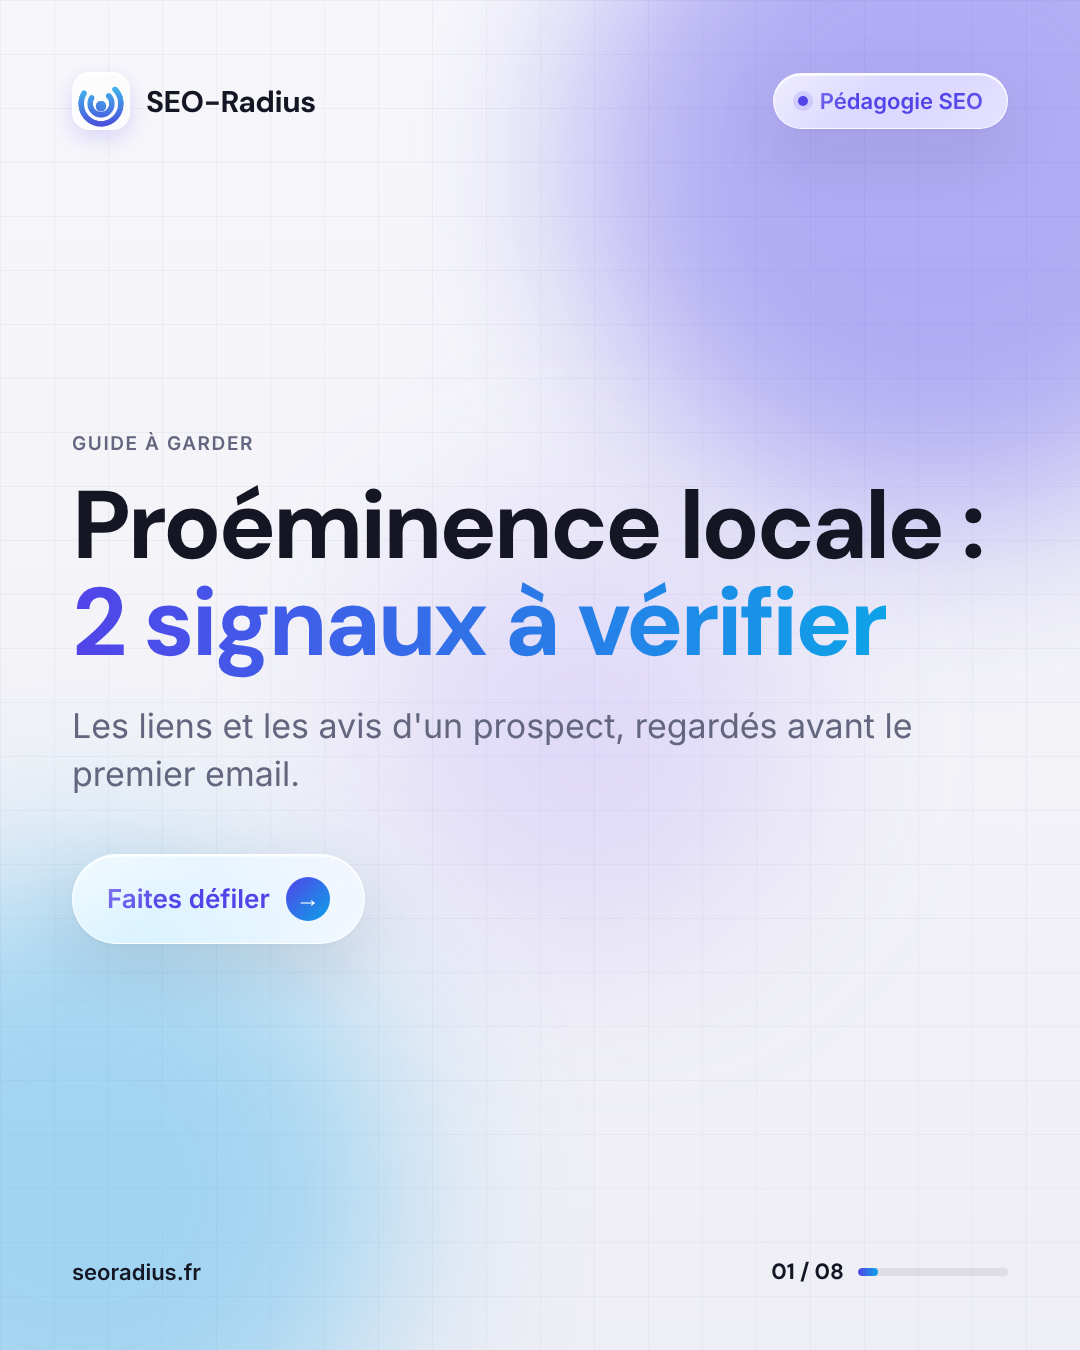 SEO-Radius
Pédagogie SEO
GUIDE À GARDER
Proéminence locale :
2 signaux à vérifier
Les liens et les avis d'un prospect, regardés avant le
premier email.
Faites défiler →
seoradius.fr
01 / 08